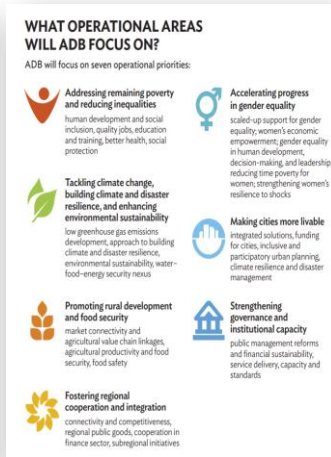 WHAT OPERATIONAL AREAS
WILL ADB FOCUS ON?
ADB will focus on seven operational priorities:
Addressing remaining poverty
and reducing inequalities
human development and social
inclusion, quality jobs, education
and training, better health, social
protection
Tackling climate change,
building climate and disaster
resilience, and enhancing
environmental sustainability
low greenhouse gas emissions
development, approach to building
climate and disaster resilience,
environmental sustainability, water–
food–energy security nexus
Promoting rural development
and food security
market connectivity and
agricultural value chain linkages,
agricultural productivity and food
security, food safety
Fostering regional
cooperation and integration
connectivity and competitiveness,
regional public goods, cooperation in
finance sector, subregional initiatives
Accelerating progress
in gender equality
scaled-up support for gender
equality; women's economic
empowerment; gender equality
in human development,
decision-making, and leadership;
reducing time poverty for
women; strengthening women's
resilience to shocks
Making cities more livable
integrated solutions, funding
for cities, inclusive and
participatory urban planning,
climate resilience and disaster
management
Strengthening
governance and
institutional capacity
public management reforms
and financial sustainability,
service delivery, capacity and
standards